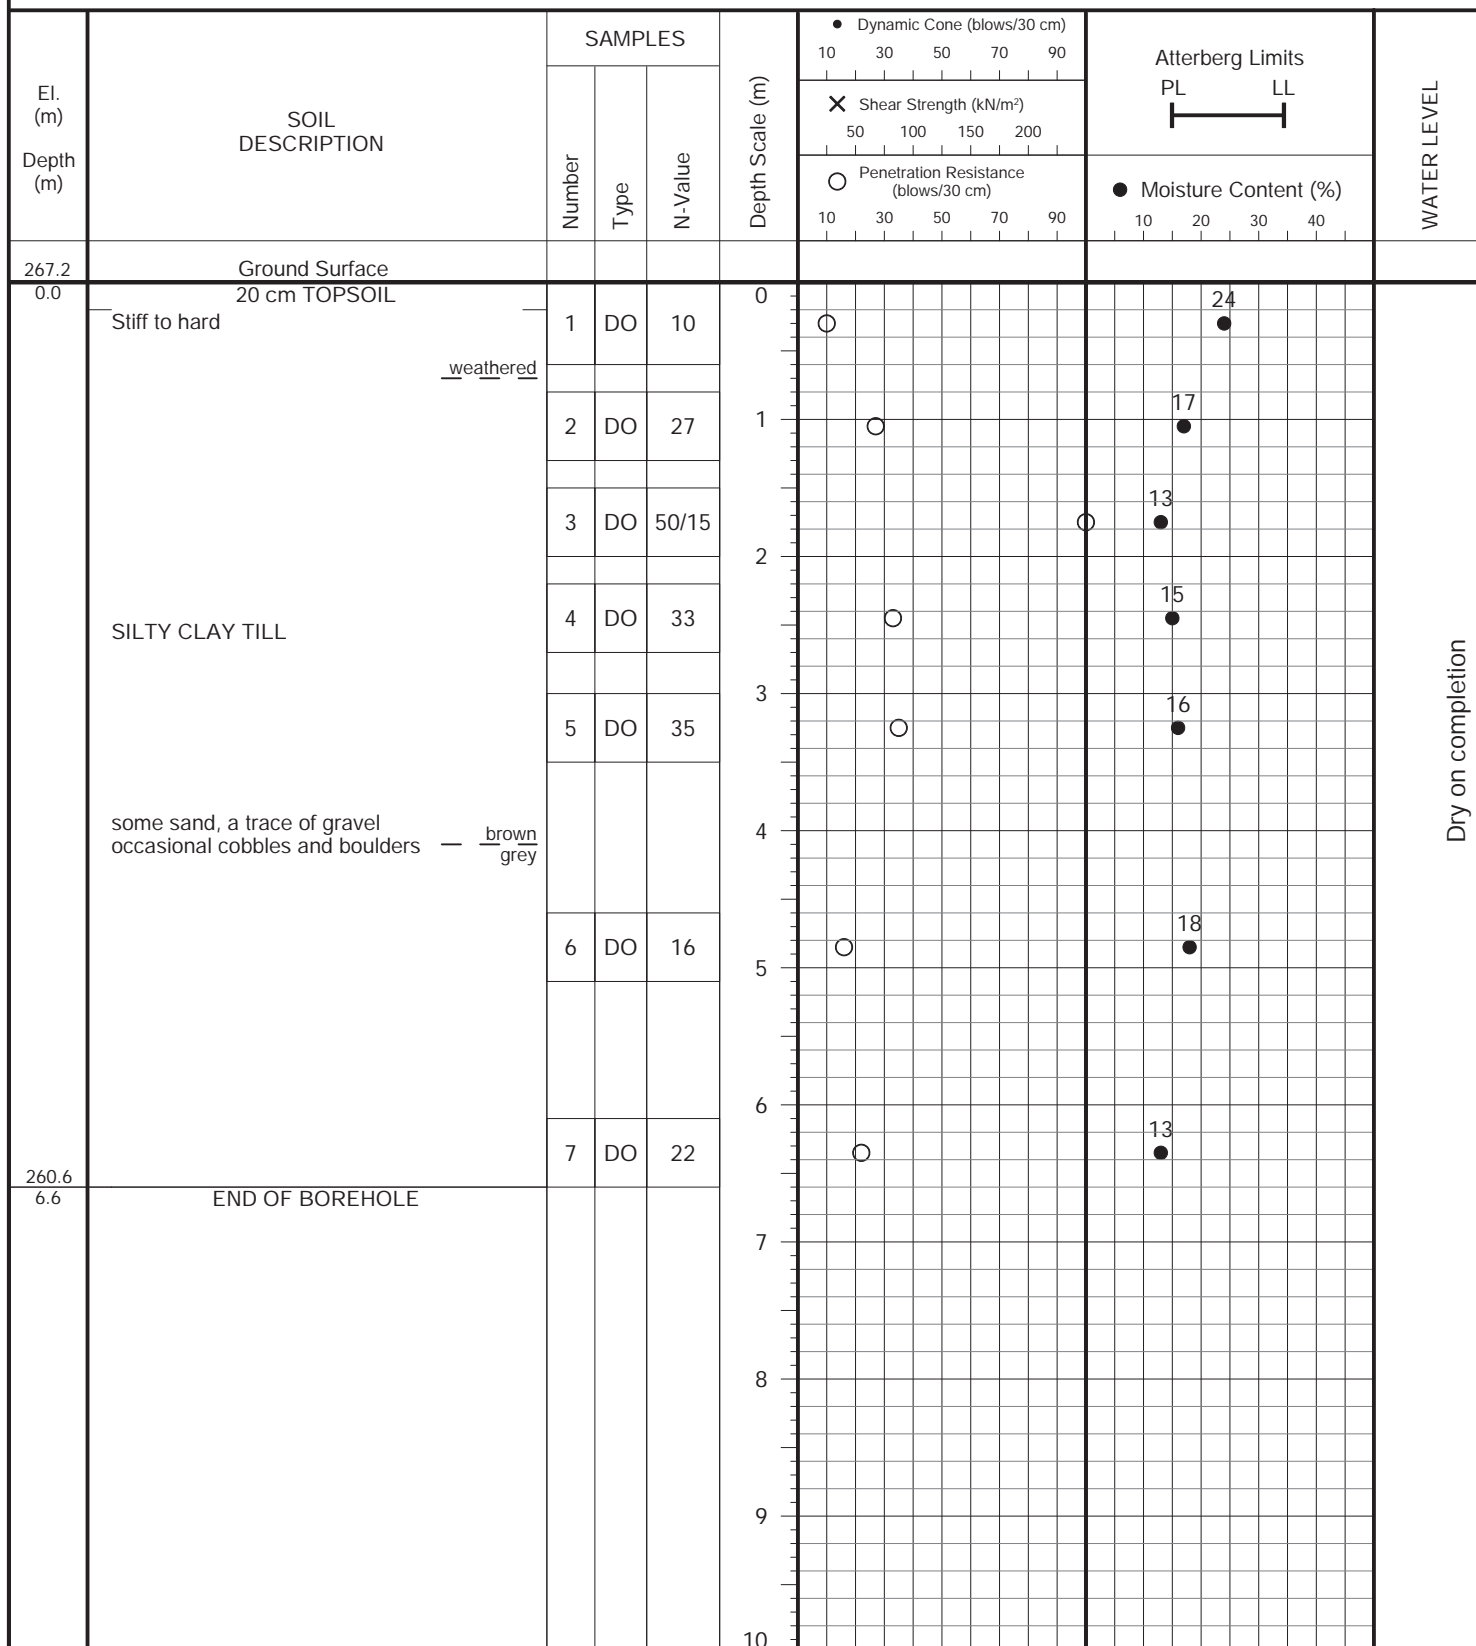 El.
(m)
Depth
(m)
SOIL
DESCRIPTION
SAMPLES
Number
Type
N-Value
Depth Scale (m)
Dynamic Cone (blows/30 cm)
10 30 50 70 90
Shear Strength (kN/m²)
50 100 150 200
Penetration Resistance
(blows/30 cm)
10 30 50 70 90
Atterberg Limits
PL LL
Moisture Content (%)
10 20 30 40
WATER LEVEL
267.2 Ground Surface
0.0 20 cm TOPSOIL 0
24
Stiff to hard 1 DO 10
weathered
17
2 DO 27 1
13
3 DO 50/15
2
15
4 DO 33
SILTY CLAY TILL
3
16
5 DO 35
some sand, a trace of gravel
occasional cobbles and boulders
brown
grey
4
18
6 DO 16
5
6
13
7 DO 22
260.6
6.6 END OF BOREHOLE
7
8
9
10
Dry on completion